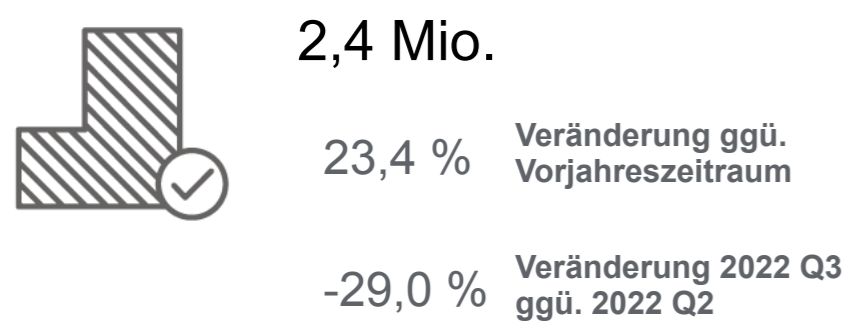 2,4 Mio.
23,4 %
Veränderung ggü.
Vorjahreszeitraum
-29,0 %
Veränderung 2022 Q3
ggü. 2022 Q2